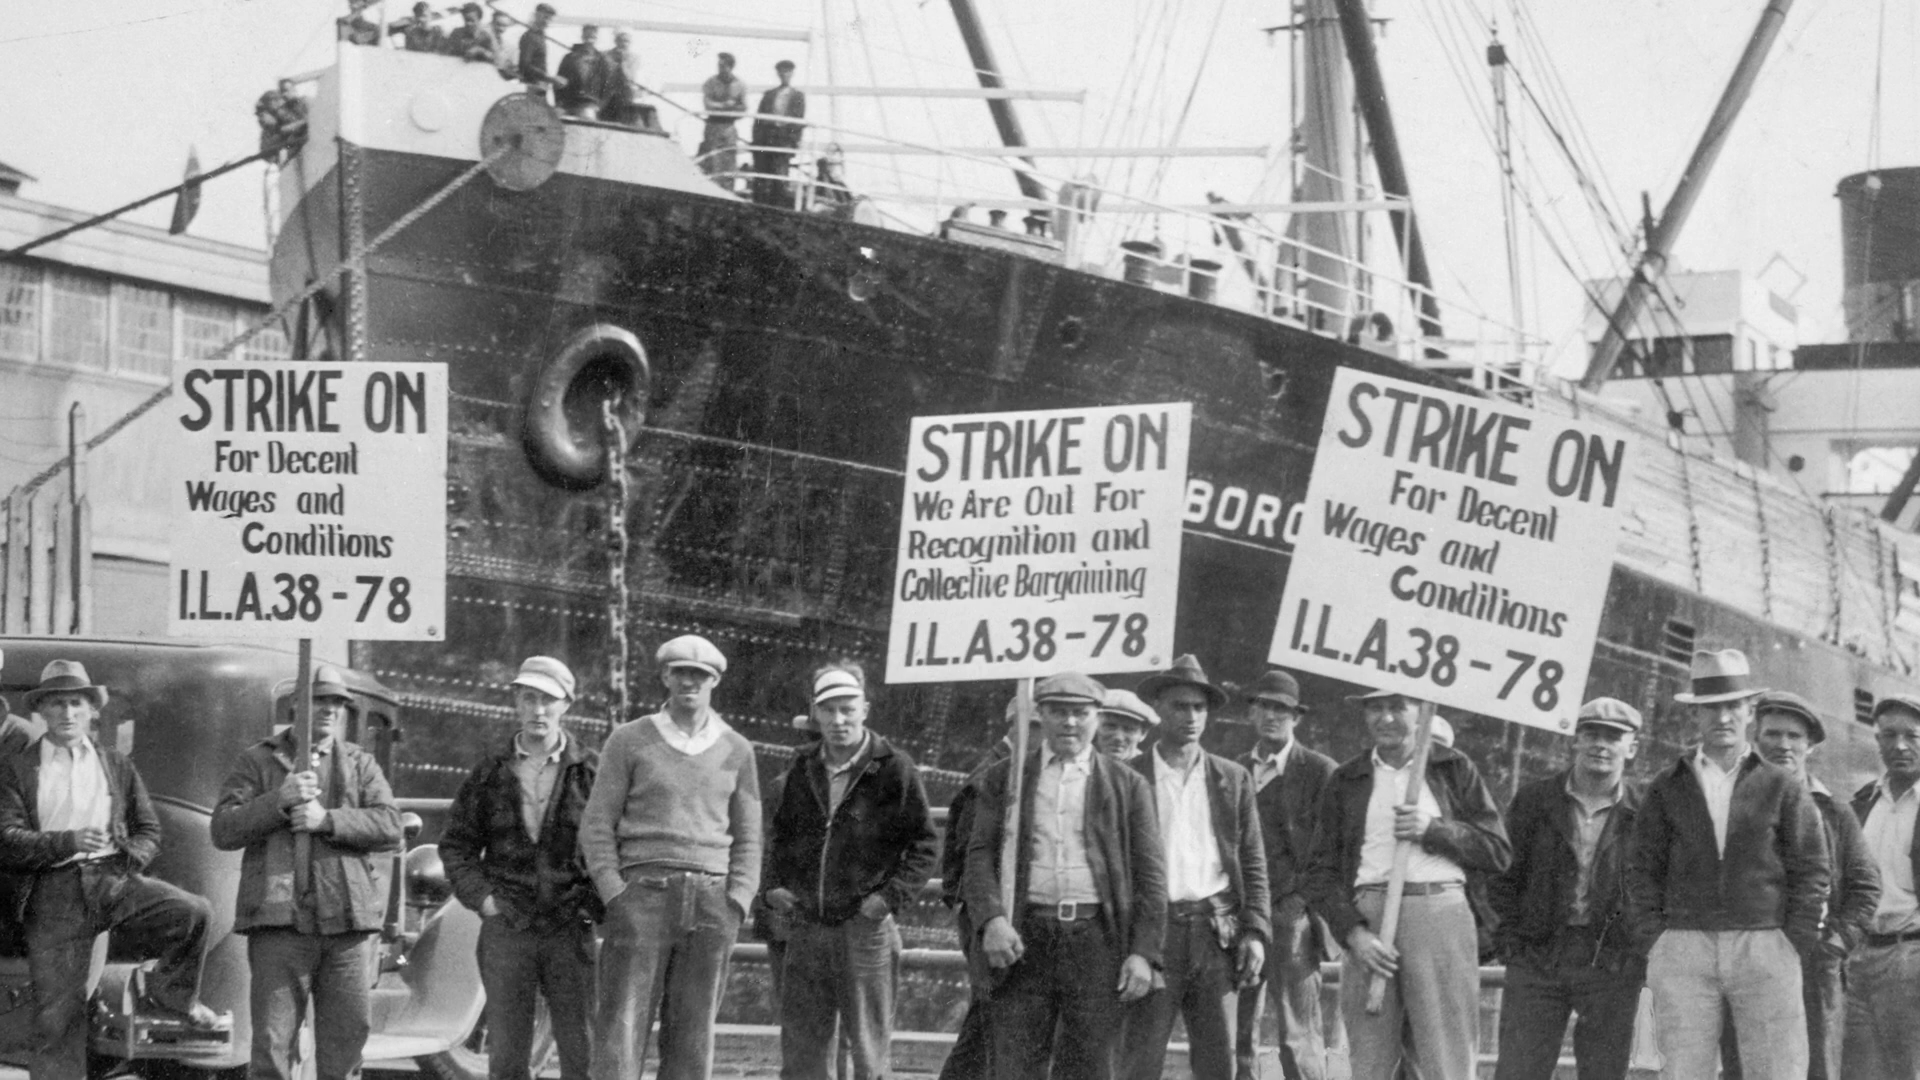 STRIKE ON
For Decent
Wages and
Conditions
I.L.A.38-78
STRIKE ON
We Are Out For
Recognition and
Collective Bargaining
I.L.A.38-78
BORO
STRIKE ON
For Decent
Wages and
Conditions
I.L.A.38-78